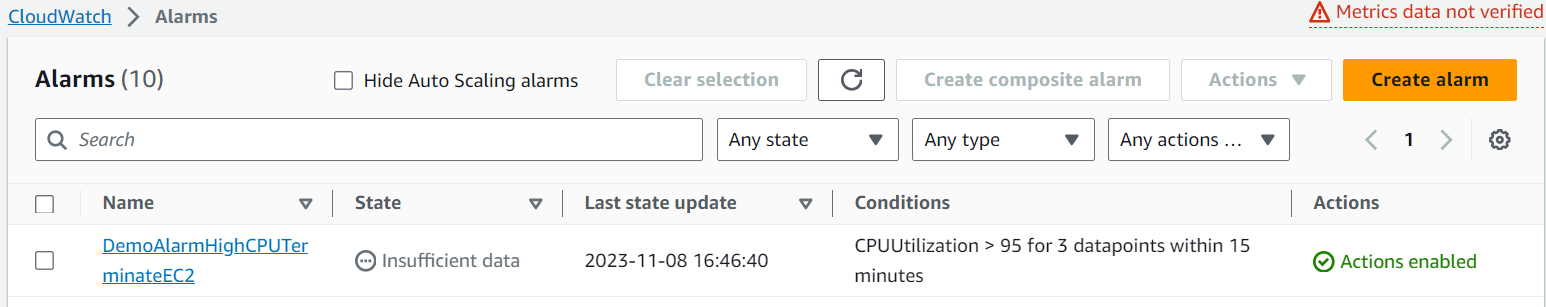 CloudWatch > Alarms
Metrics data not verified
Alarms (10)
Hide Auto Scaling alarms
Clear selection
Create composite alarm
Actions
Create alarm
Search
Any state
Any type
Any actions ...
1
Name
State
Last state update
Conditions
Actions
DemoAlarmHighCPUTer
minateEC2
Insufficient data
2023-11-08 16:46:40
CPUUtilization > 95 for 3 datapoints within 15
minutes
Actions enabled